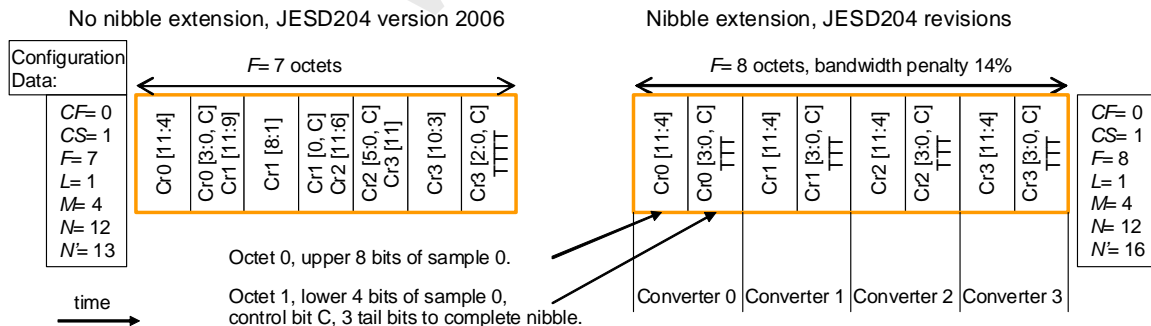 No nibble extension, JESD204 version 2006
Nibble extension, JESD204 revisions
Configuration
Data:
F= 7 octets
F= 8 octets, bandwidth penalty 14%
CF= 0
CS= 1
F= 7
L= 1
M= 4
N= 12
N'= 13
Cr0 [11:4]
Cr0 [3:0, C]
Cr1 [11:9]
Cr1 [8:1]
Cr1 [0, C]
Cr2 [11:6]
Cr2 [5:0, C]
Cr3 [11]
Cr3 [10:3]
Cr3 [2:0, C]
TTTT
Cr0 [11:4]
Cr0 [3:0, C]
TTT
Cr1 [11:4]
Cr1 [3:0, C]
TTT
Cr2 [11:4]
Cr2 [3:0, C]
TTT
Cr3 [11:4]
Cr3 [3:0, C]
TTT
CF= 0
CS= 1
F= 8
L= 1
M= 4
N= 12
N'= 16
Octet 0, upper 8 bits of sample 0.
Octet 1, lower 4 bits of sample 0,
control bit C, 3 tail bits to complete nibble.
Converter 0
Converter 1
Converter 2
Converter 3
time